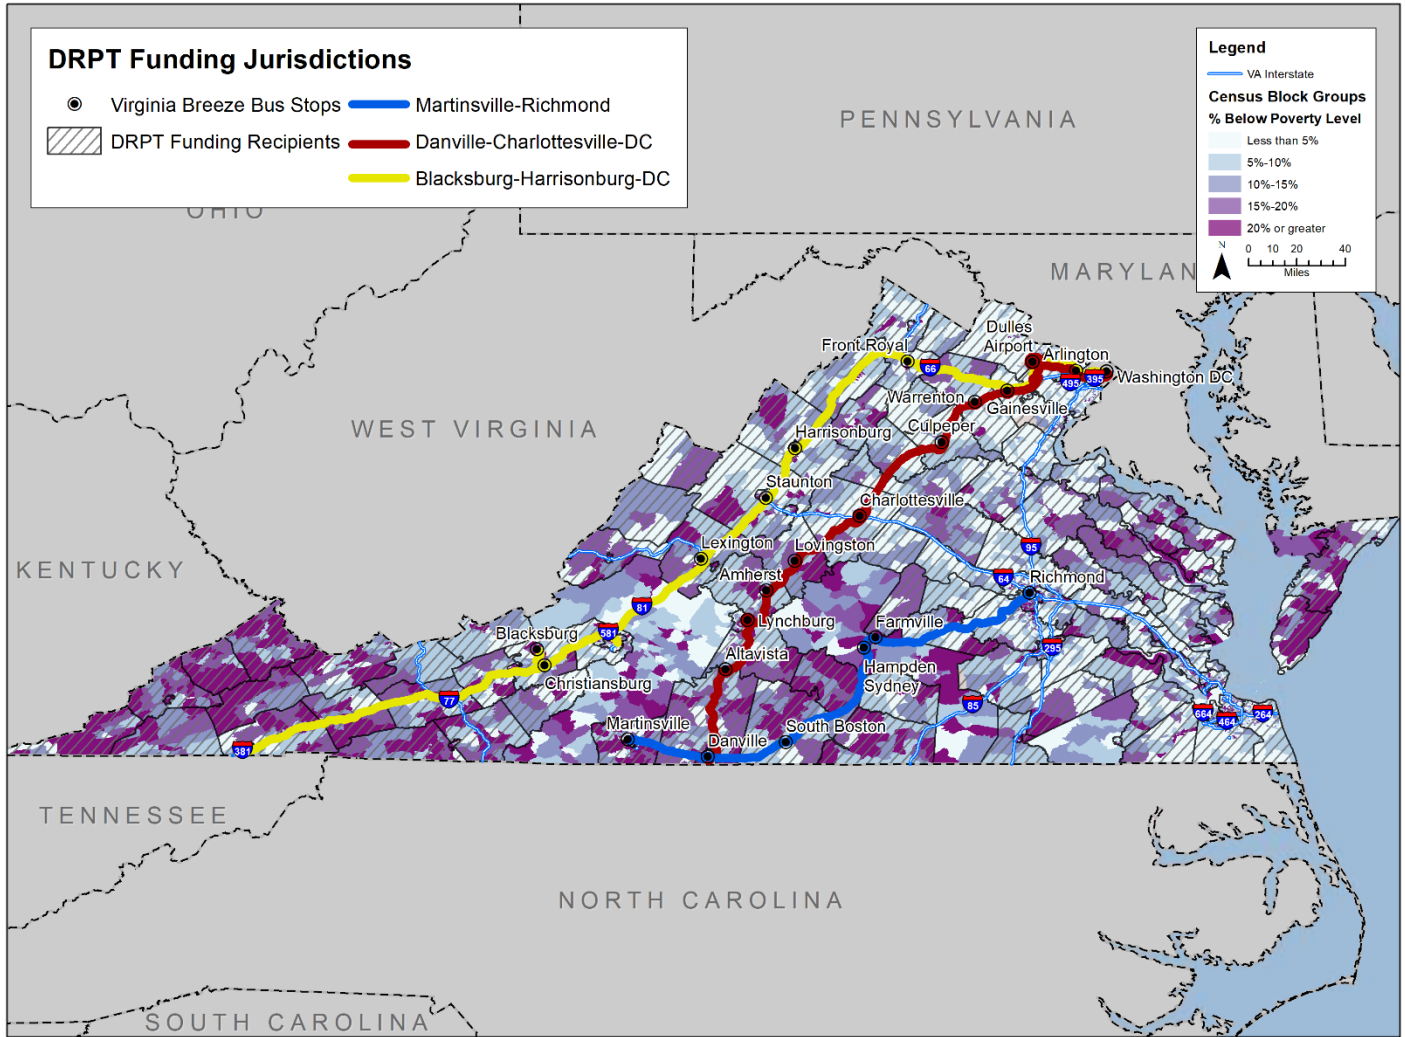 DRPT Funding Jurisdictions
Virginia Breeze Bus Stops
Martinsville-Richmond
DRPT Funding Recipients
Danville-Charlottesville-DC
Blacksburg-Harrisonburg-DC
Legend
VA Interstate
Census Block Groups
% Below Poverty Level
Less than 5%
5%-10%
10%-15%
15%-20%
20% or greater
N
0 10 20 40
Miles
PENNSYLVANIA
OHIO
MARYLAN
Dulles
Airport
Front Royal
Arlington
66
495
395
Washington DC
Warrenton
Gainesville
WEST VIRGINIA
Culpeper
Harrisonburg
Staunton
Charlottesville
Lexington
Lovingston
95
KENTUCKY
Amherst
64
Richmond
81
Lynchburg
Farmville
581
Blacksburg
295
Altavista
Hampden
Sydney
Christiansburg
77
85
664
464
264
Martinsville
South Boston
Danville
381
TENNESSEE
NORTH CAROLINA
SOUTH CAROLINA